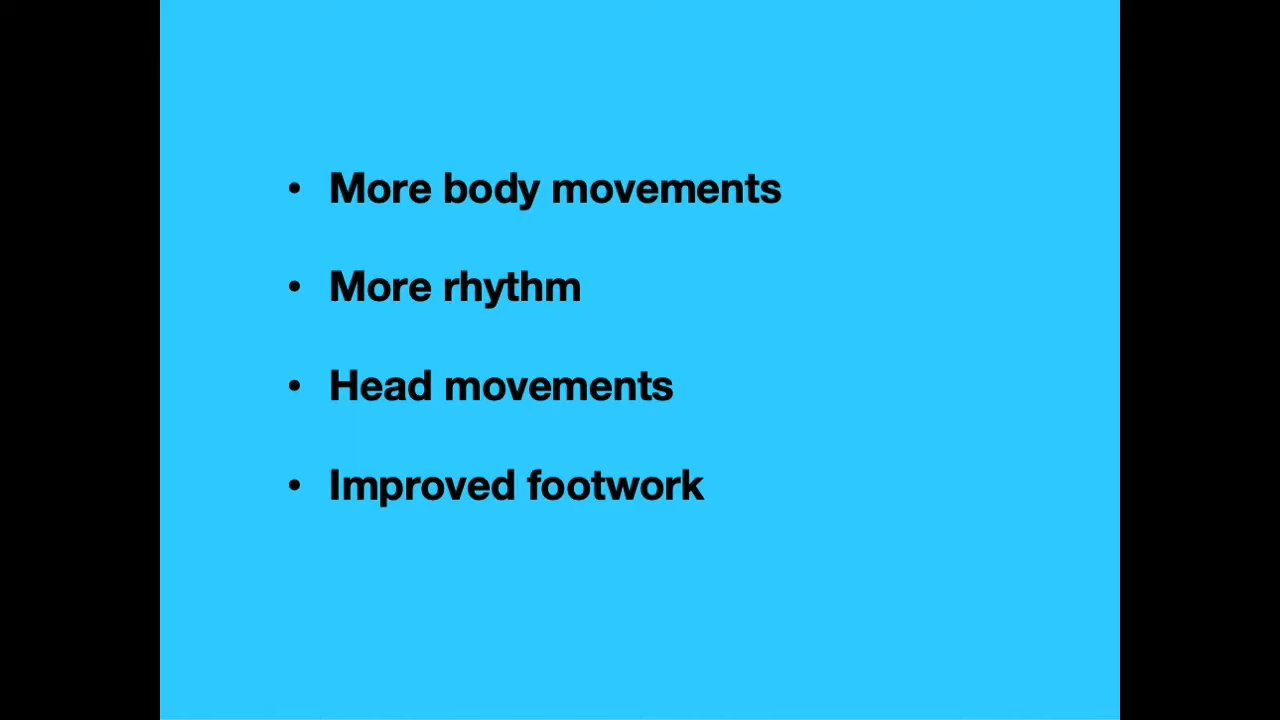 • More body movements
• More rhythm
• Head movements
• Improved footwork